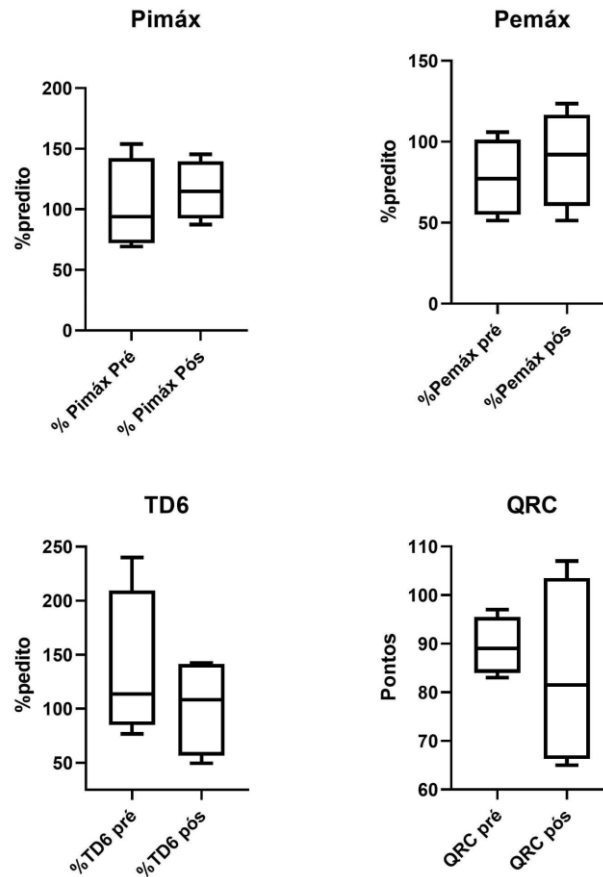 Pimáx
200
150
100
50
0
%predito
% Pimáx Pré
% Pimáx Pós
Pemáx
150
100
50
0
%predito
%Pemáx pré
%Pemáx pós
TD6
250
200
150
100
50
%pedito
%TD6 pré
%TD6 pós
QRC
110
100
90
80
70
60
Pontos
QRC pré
QRC pós